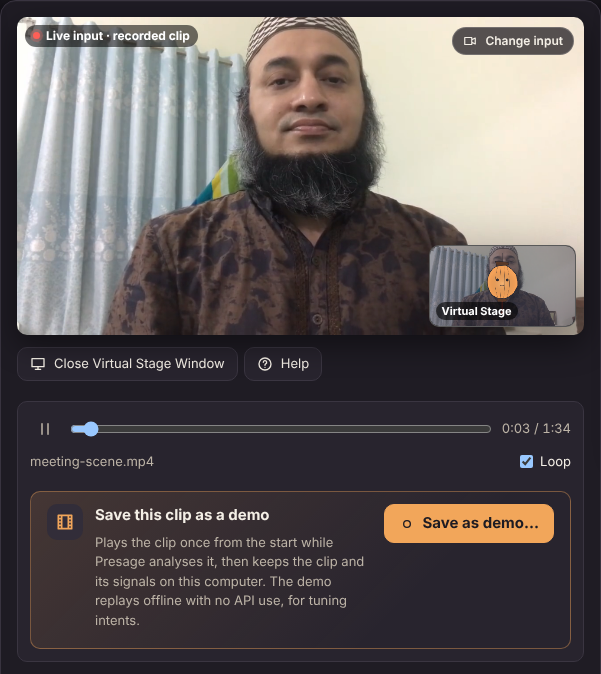 Live input · recorded clip
Change input
Virtual Stage
Close Virtual Stage Window
Help
0:03 / 1:34
meeting-scene.mp4
Loop
Save this clip as a demo
Save as demo...
Plays the clip once from the start while
Presage analyses it, then keeps the clip and
its signals on this computer. The demo
replays offline with no API use, for tuning
intents.